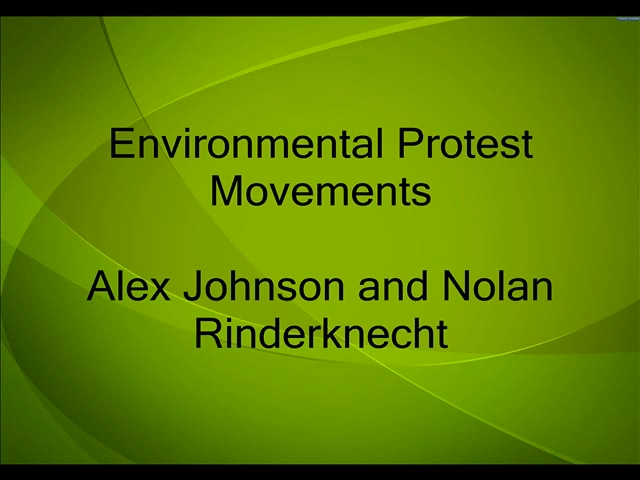 Environmental Protest
Movements
Alex Johnson and Nolan
Rinderknecht